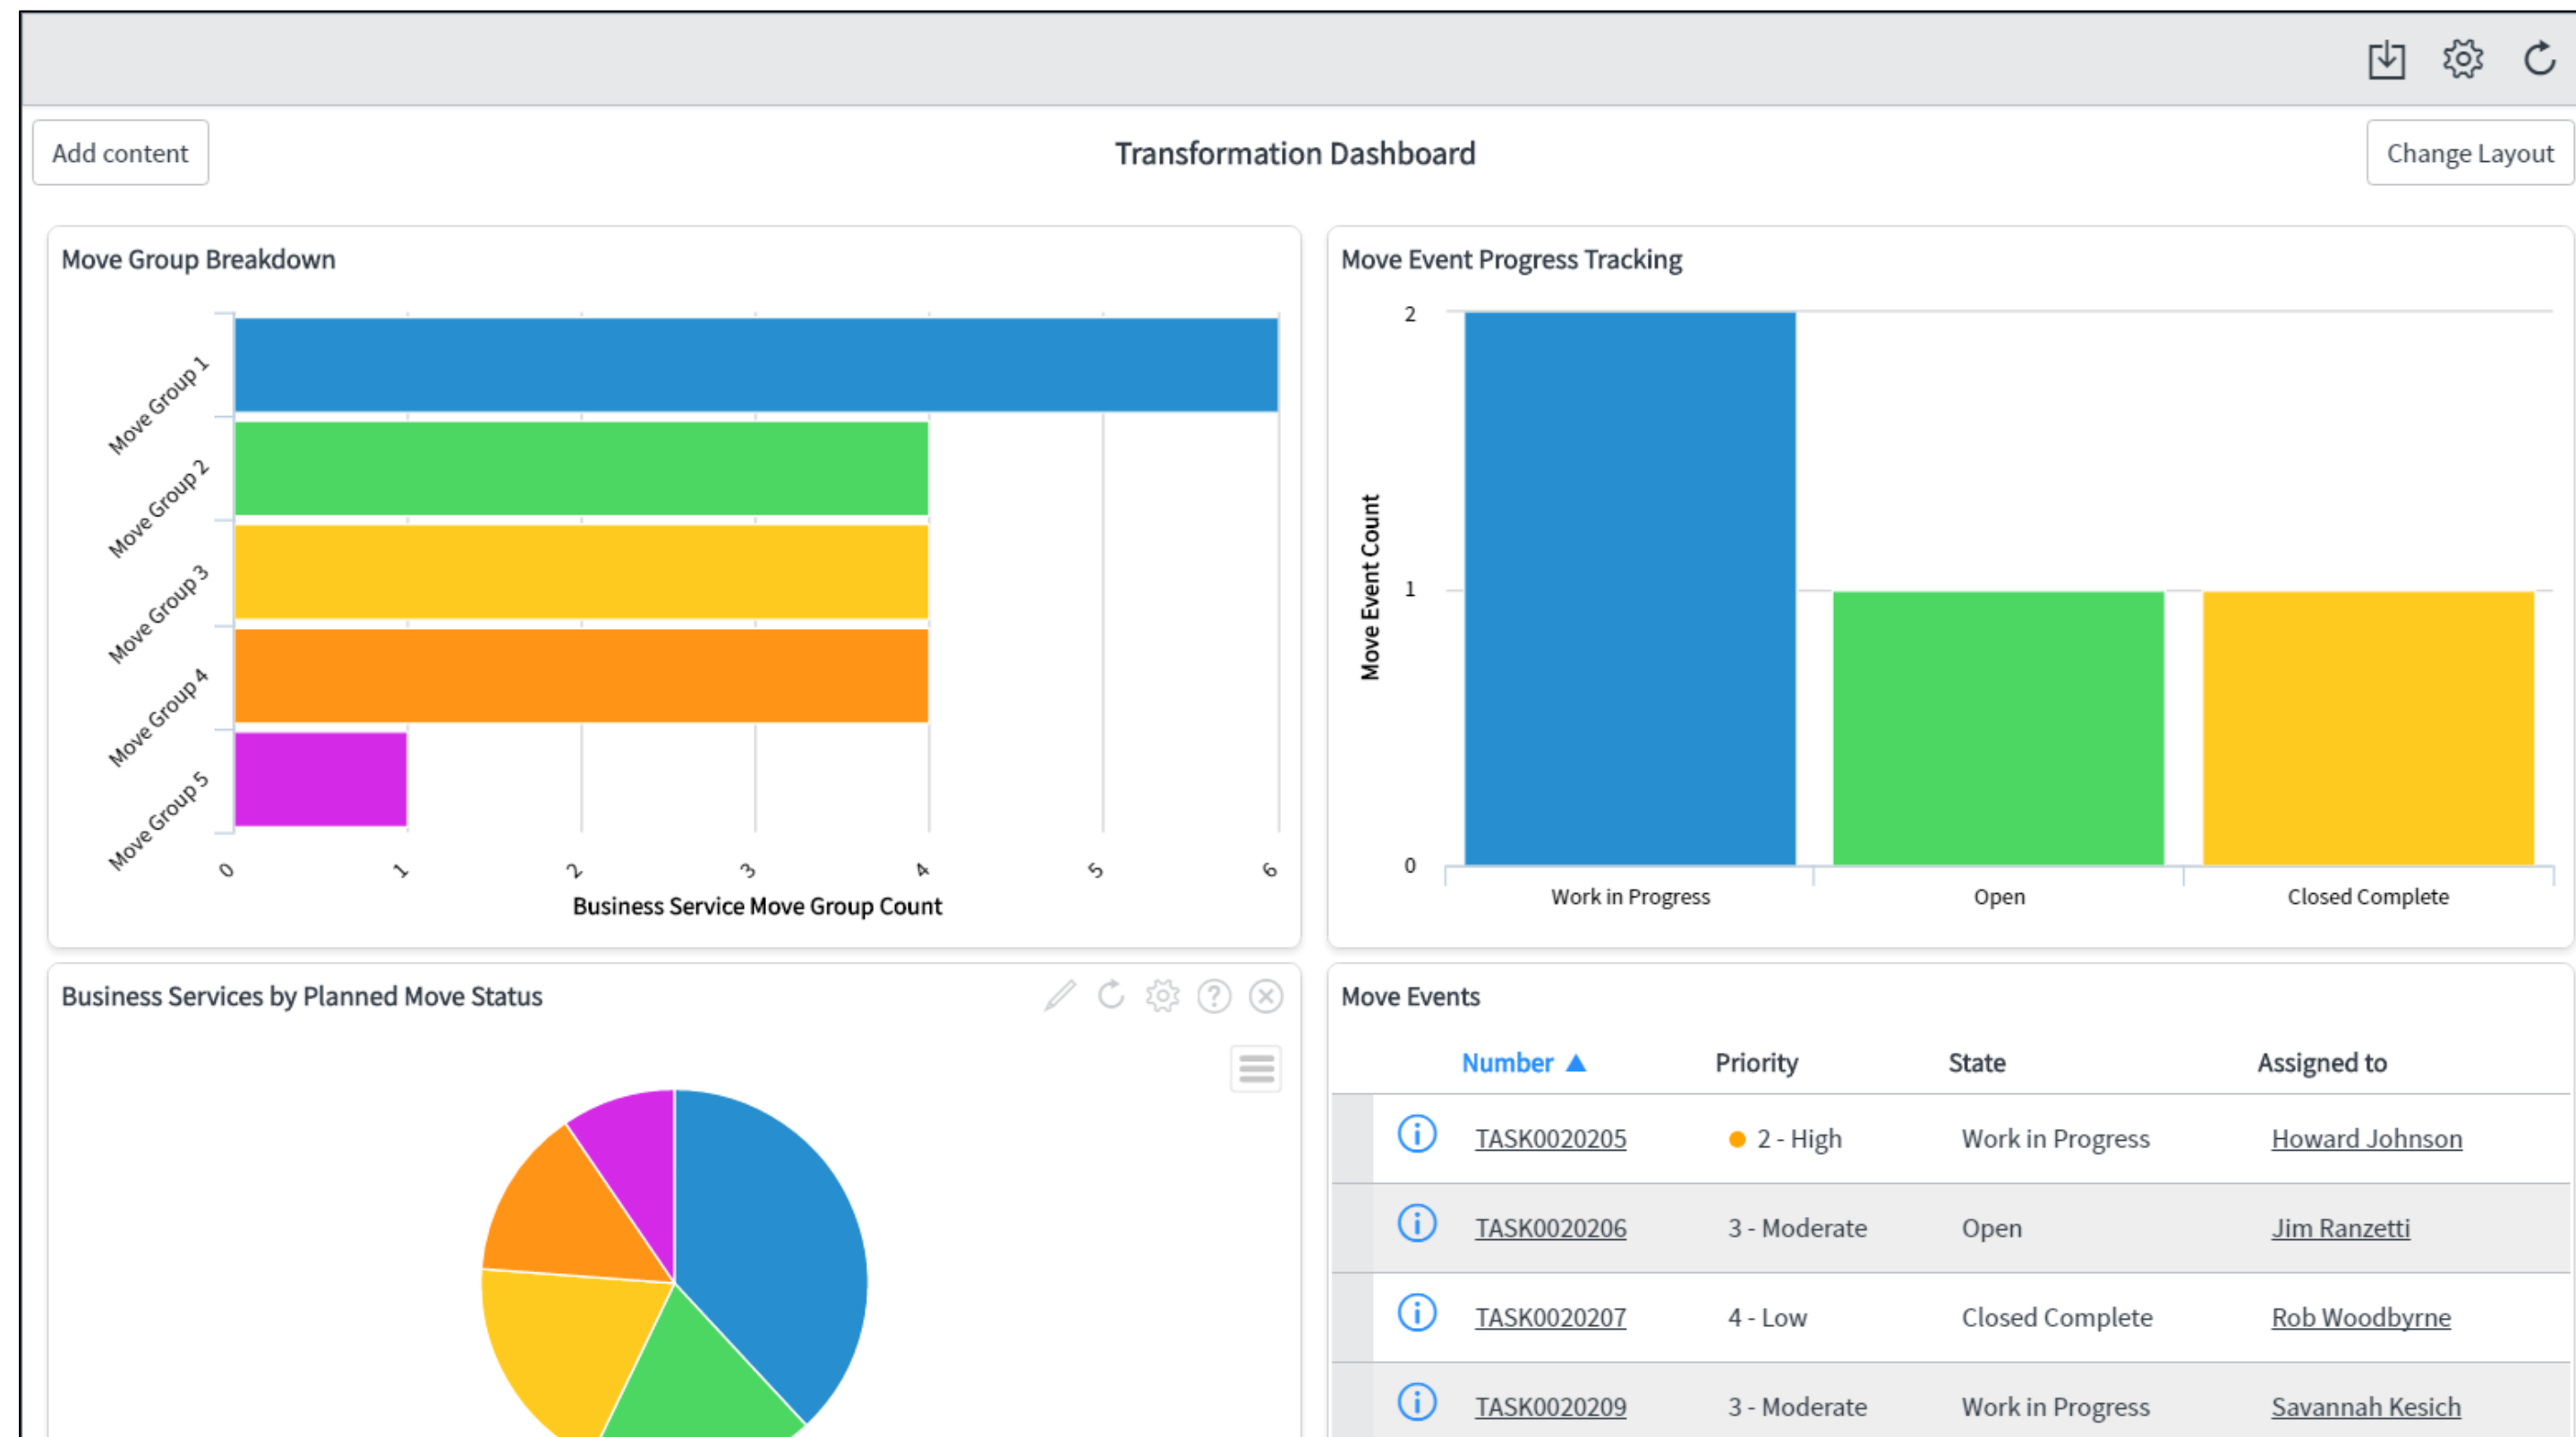 Add content
Transformation Dashboard
Change Layout
Move Group Breakdown
Move Group 1
Move Group 2
Move Group 3
Move Group 4
Move Group 5
0 1 2 3 4 5 6
Business Service Move Group Count
Move Event Progress Tracking
Move Event Count
2
1
0
Work in Progress Open Closed Complete
Business Services by Planned Move Status
Move Events
Number ▲ Priority State Assigned to
TASK0020205 2 - High Work in Progress Howard Johnson
TASK0020206 3 - Moderate Open Jim Ranzetti
TASK0020207 4 - Low Closed Complete Rob Woodbyrne
TASK0020209 3 - Moderate Work in Progress Savannah Kesich